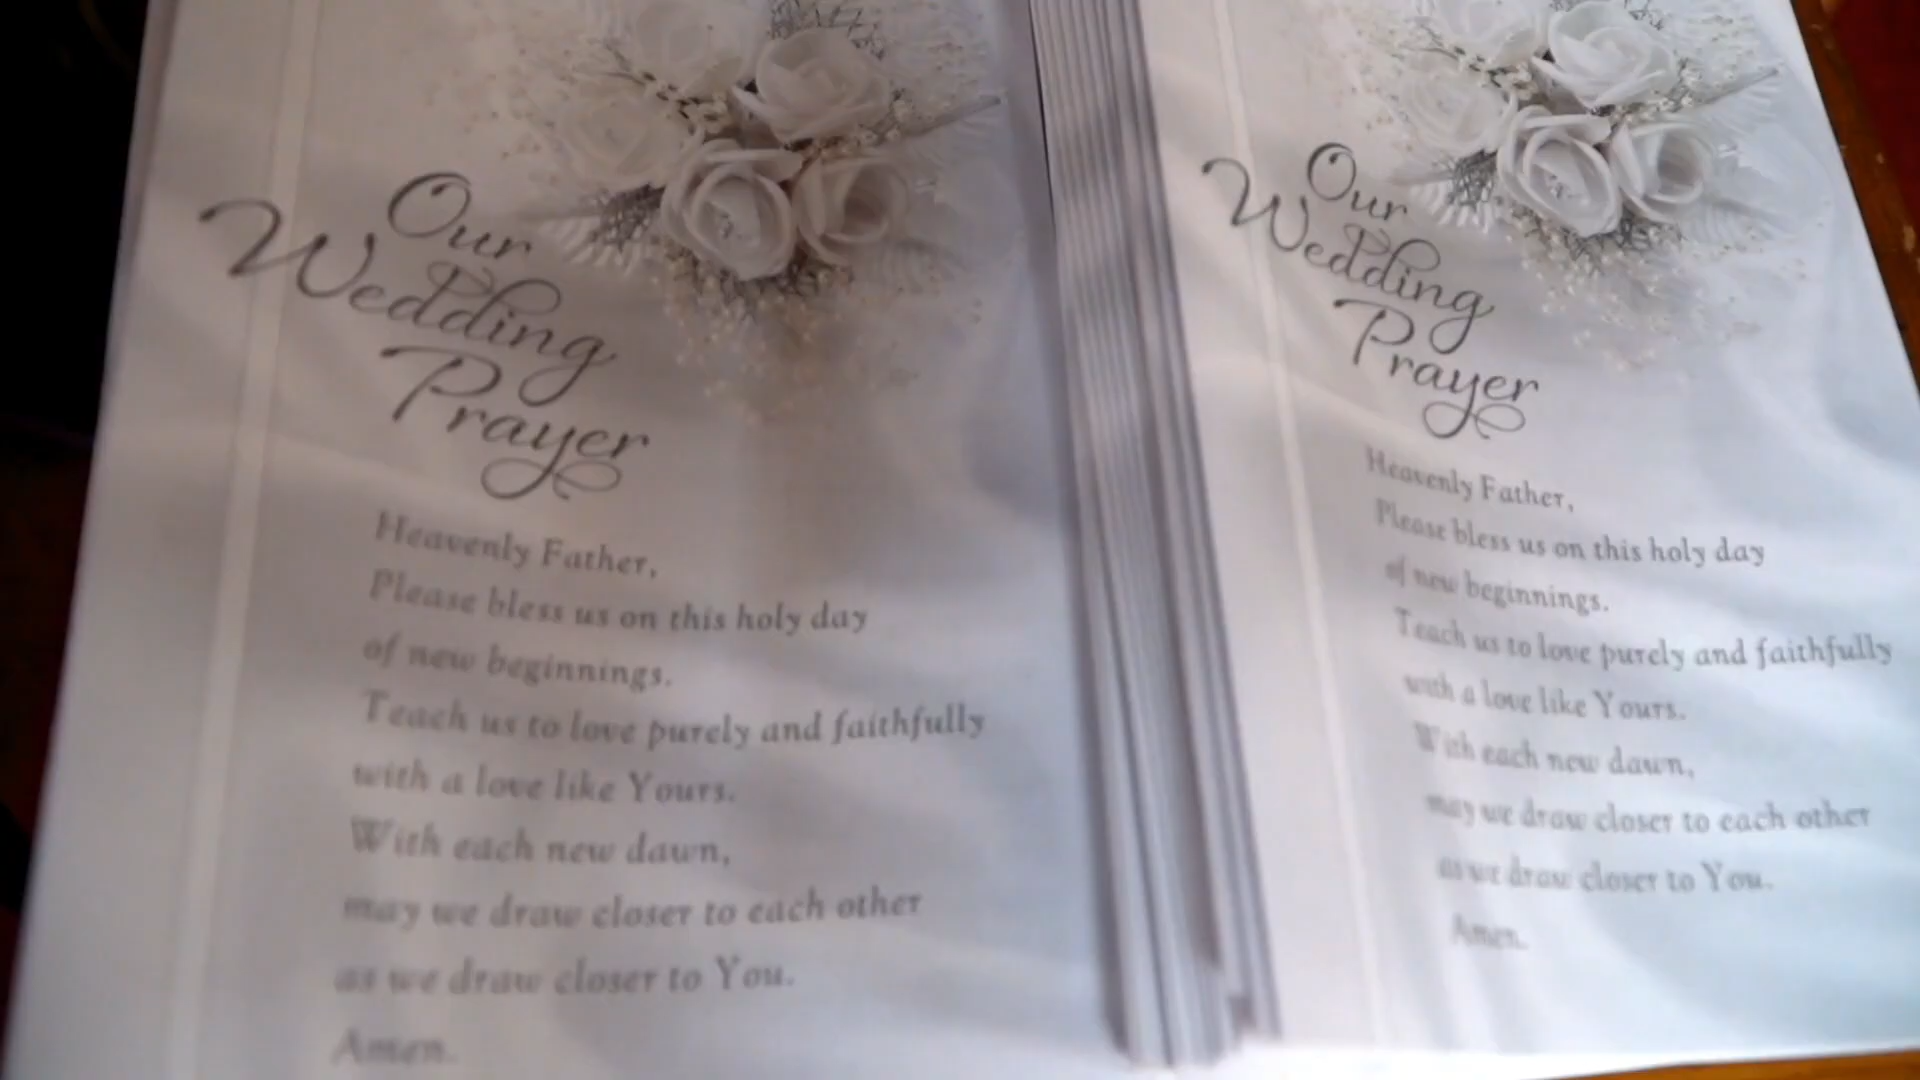 Our
Wedding
Prayer
Heavenly Father,
Please bless us on this holy day
of new beginnings.
Teach us to love purely and faithfully
with a love like Yours.
With each new dawn,
may we draw closer to each other
as we draw closer to You.
Amen.
Our
Wedding
Prayer
Heavenly Father,
Please bless us on this holy day
of new beginnings.
Teach us to love purely and faithfully
with a love like Yours.
With each new dawn,
may we draw closer to each other
as we draw closer to You.
Amen.